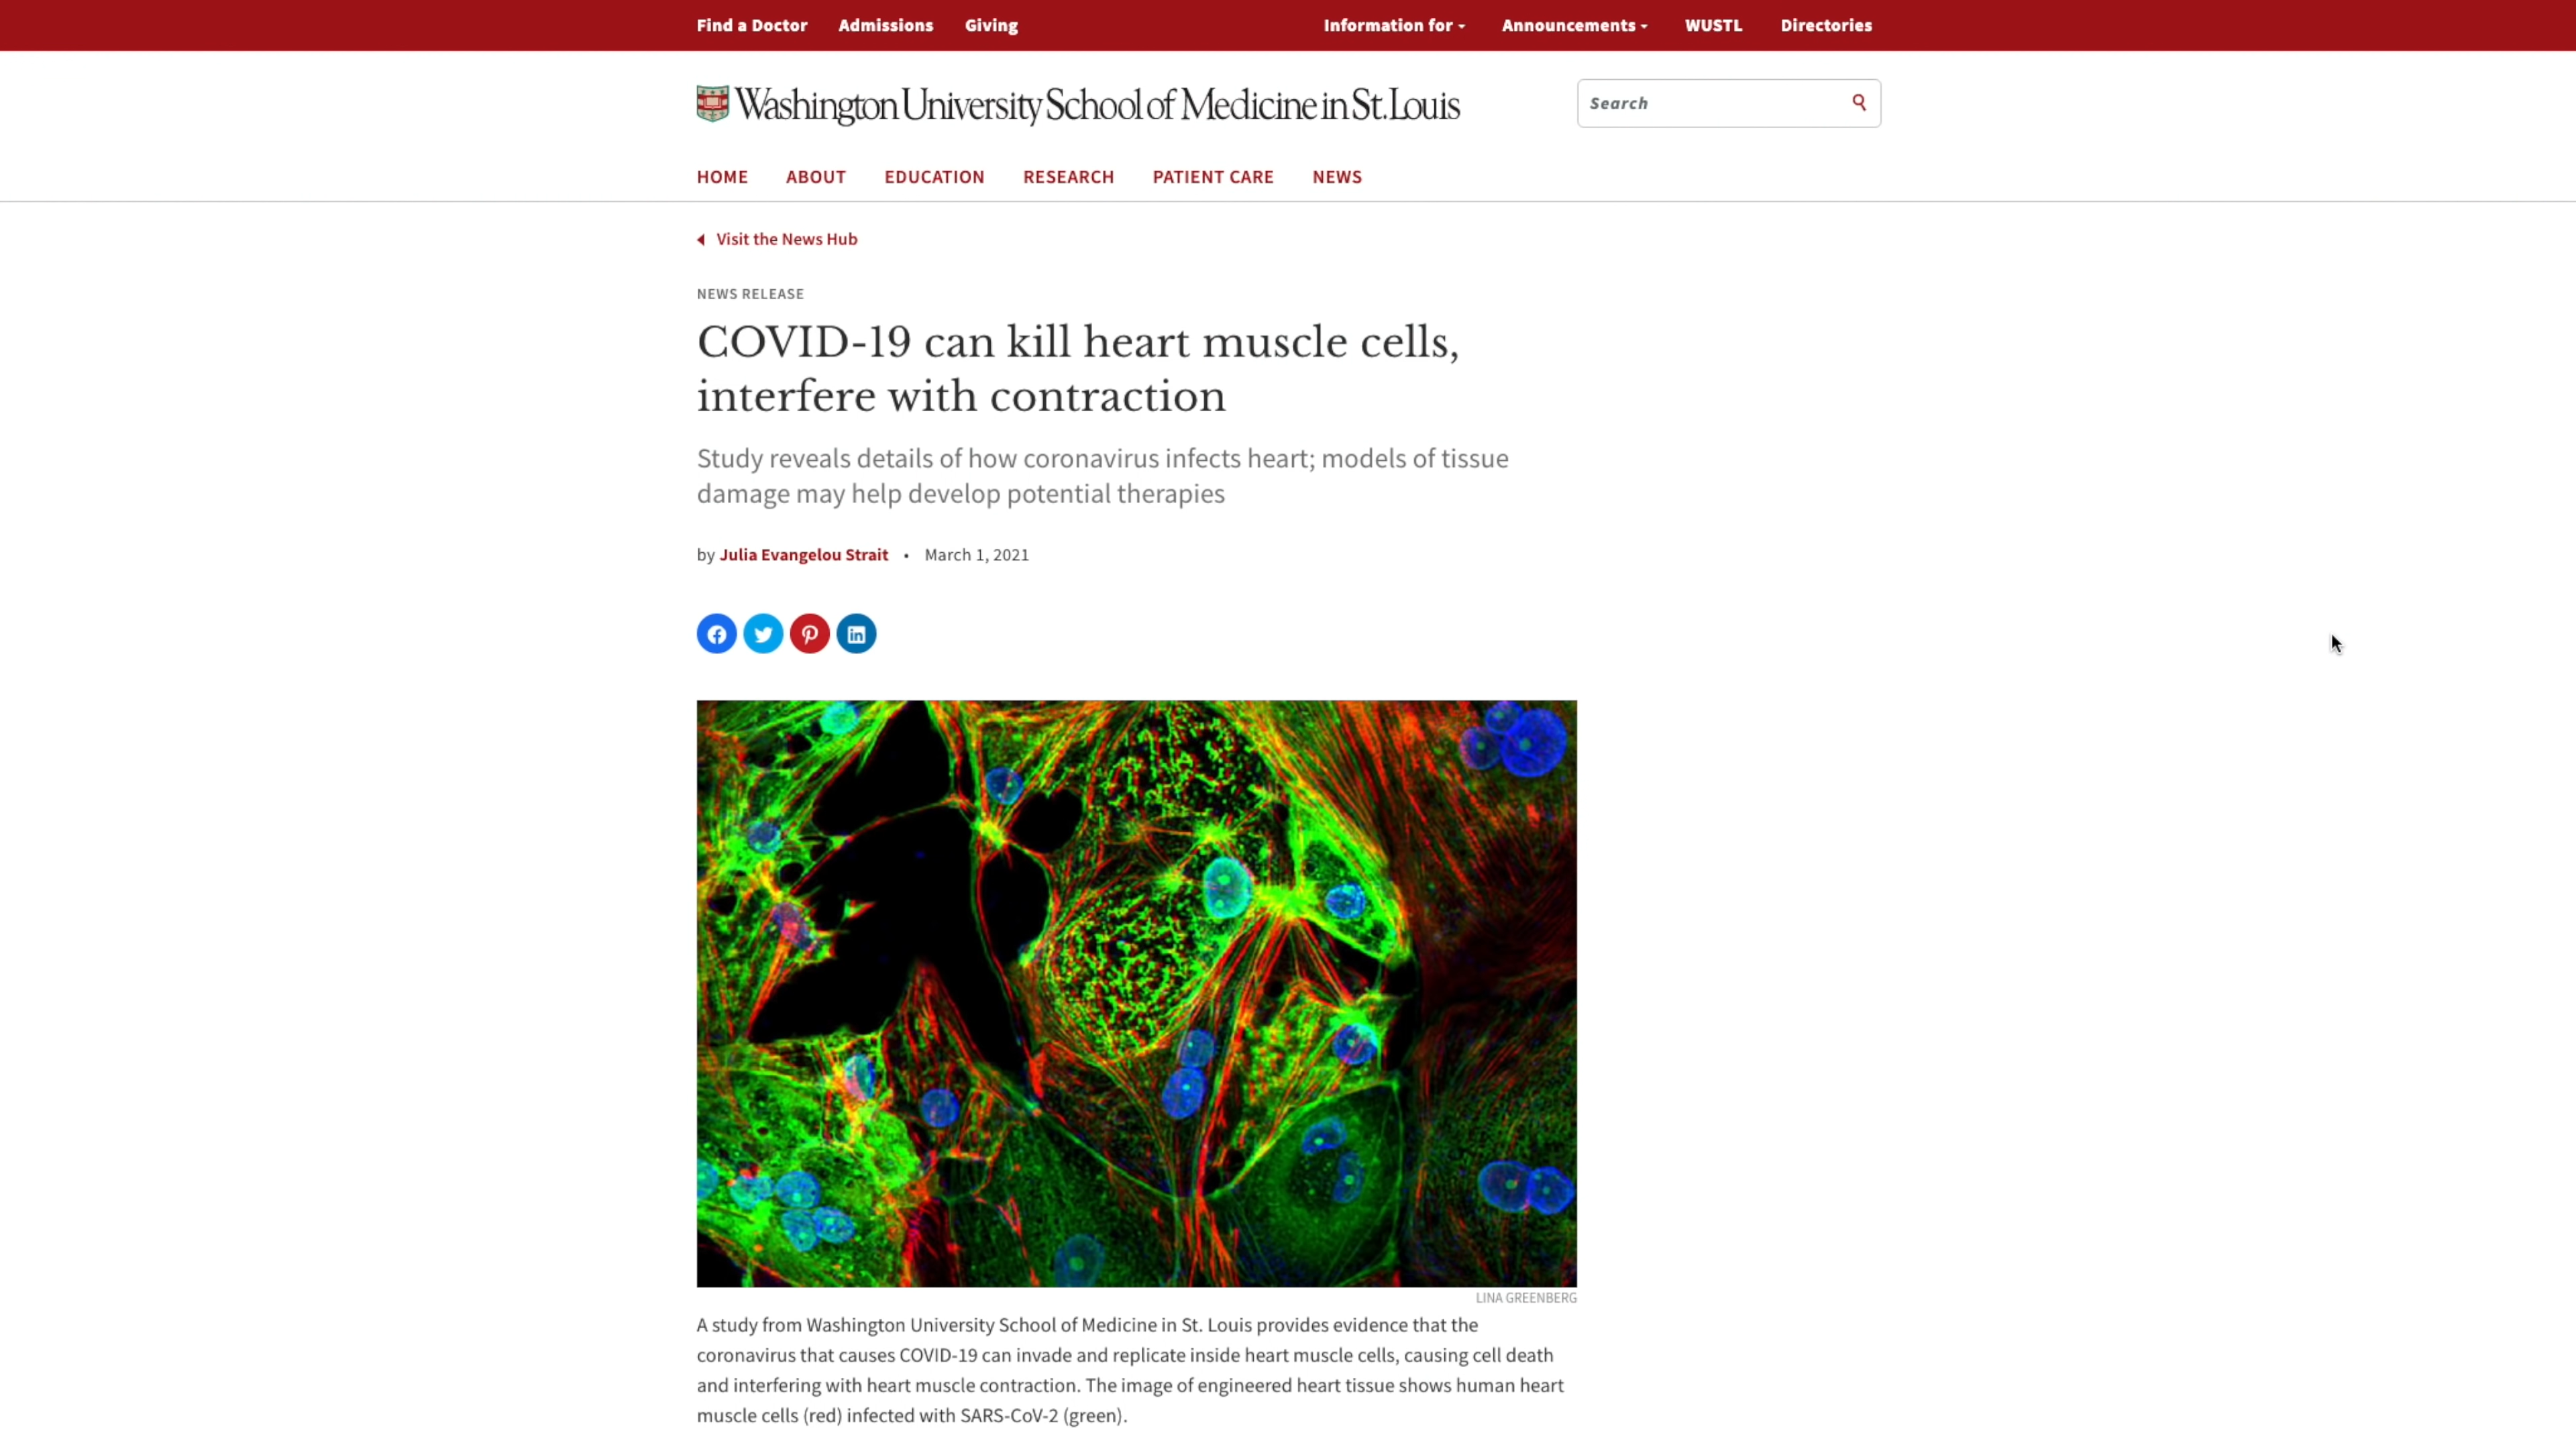 Find a Doctor Admissions Giving Information for Announcements WUSTL Directories
Washington University School of Medicine in St. Louis
Search
HOME ABOUT EDUCATION RESEARCH PATIENT CARE NEWS
Visit the News Hub
NEWS RELEASE
COVID-19 can kill heart muscle cells,
interfere with contraction
Study reveals details of how coronavirus infects heart; models of tissue
damage may help develop potential therapies
by Julia Evangelou Strait • March 1, 2021
LINA GREENBERG
A study from Washington University School of Medicine in St. Louis provides evidence that the
coronavirus that causes COVID-19 can invade and replicate inside heart muscle cells, causing cell death
and interfering with heart muscle contraction. The image of engineered heart tissue shows human heart
muscle cells (red) infected with SARS-CoV-2 (green).